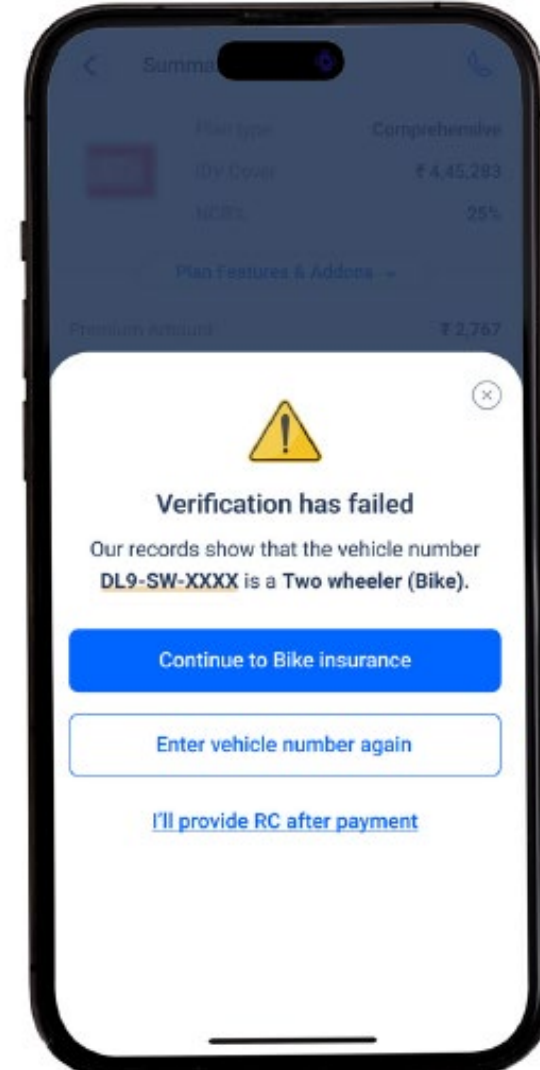 Summa
Plan type Comprehensive
IDV Cover ₹ 4,45,283
25%
Plan Features & Addons
Premium Amount ₹ 2,767
Verification has failed
Our records show that the vehicle number
DL9-SW-XXXX is a Two wheeler (Bike).
Continue to Bike insurance
Enter vehicle number again
I'll provide RC after payment